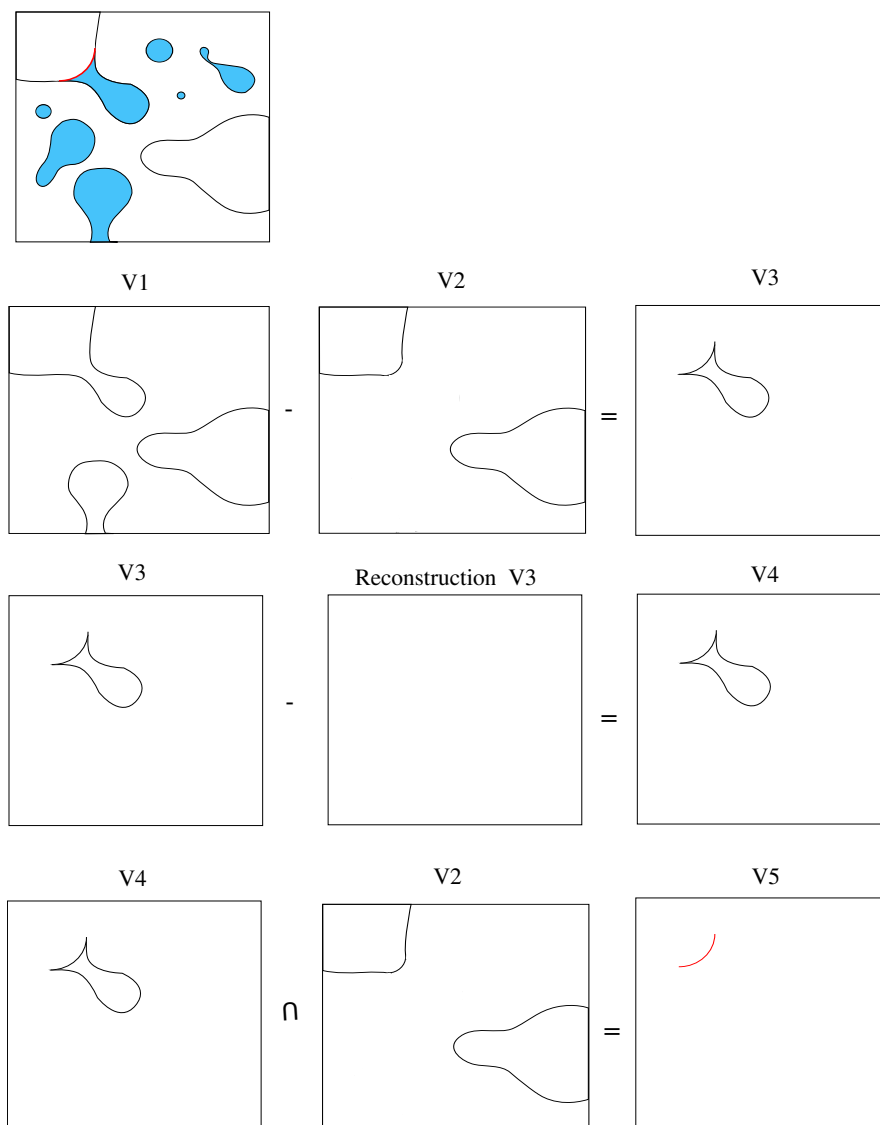 V1 V2 V3
- =
V3 Reconstruction V3 V4
- =
V4 V2 V5
∩ =